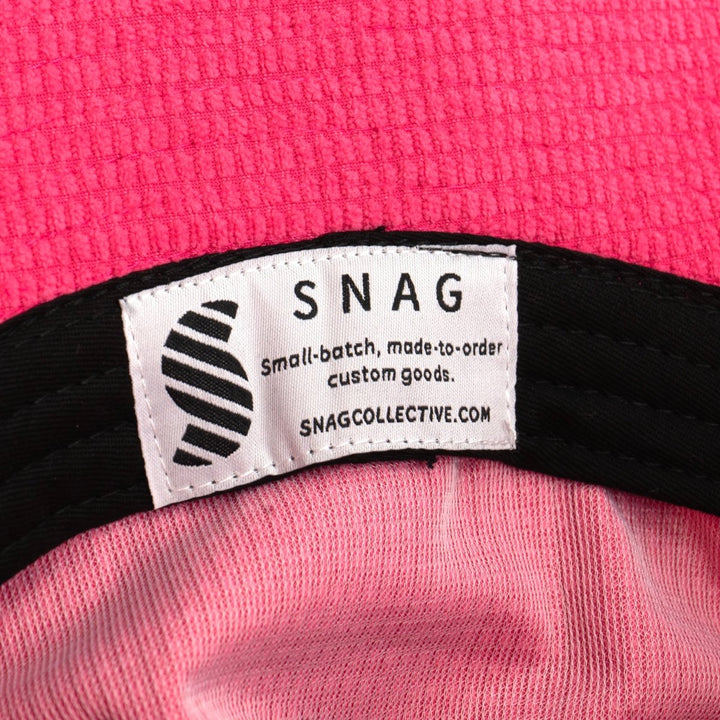 SNAG
Small-batch, made-to-order
custom goods.
SNAGCOLLECTIVE.COM